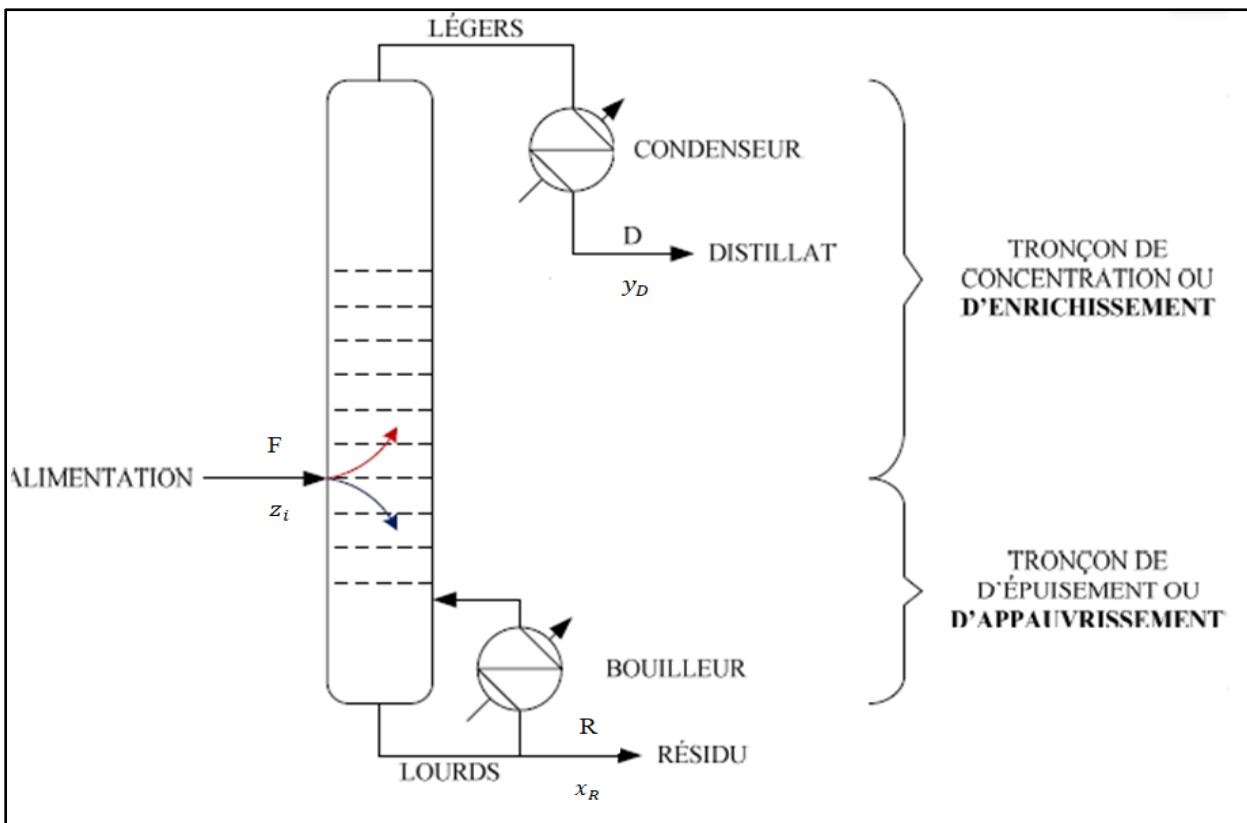 LÉGERS
CONDENSEUR
D
DISTILLAT
y_D
TRONÇON DE
CONCENTRATION OU
D'ENRICHISSEMENT
F
ALIMENTATION
z_i
TRONÇON DE
D'ÉPUISEMENT OU
D'APPAUVRISSEMENT
BOUILLEUR
R
RÉSIDU
LOURDS
x_R